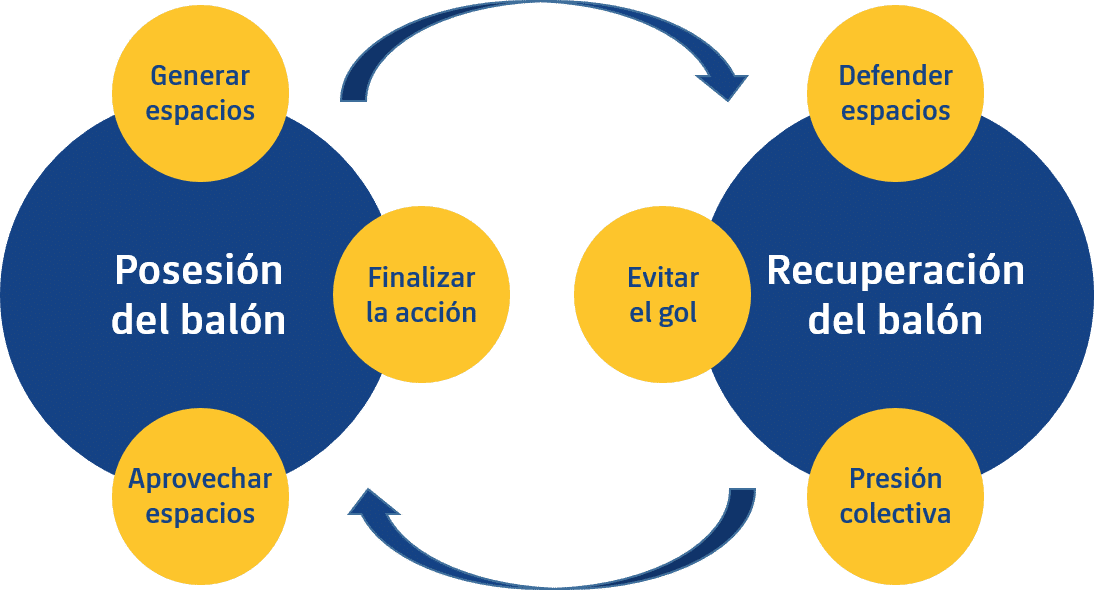 Generar
espacios
Posesión
del balón
Finalizar
la acción
Aprovechar
espacios
Defender
espacios
Evitar
el gol
Recuperación
del balón
Presión
colectiva